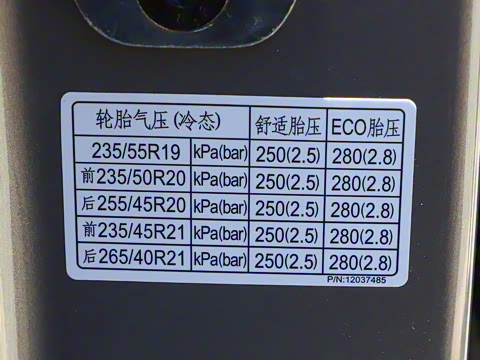 轮胎气压(冷态) 舒适胎压 ECO胎压
235/55R19 kPa(bar) 250(2.5) 280(2.8)
前235/50R20 kPa(bar) 250(2.5) 280(2.8)
后255/45R20 kPa(bar) 250(2.5) 280(2.8)
前235/45R21 kPa(bar) 250(2.5) 280(2.8)
后265/40R21 kPa(bar) 250(2.5) 280(2.8)
P/N:12037485